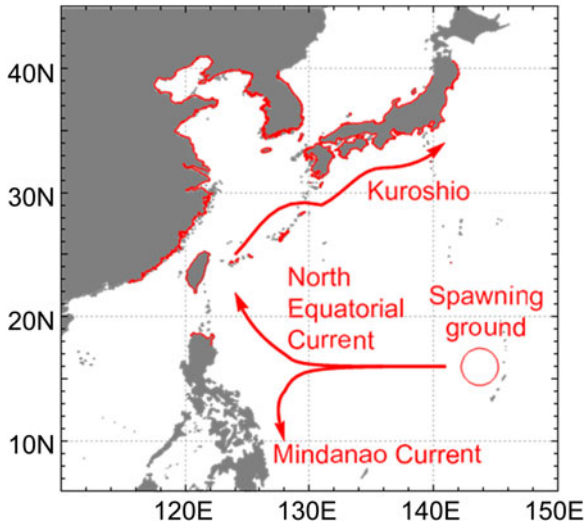 40N
30N
20N
10N
Kuroshio
North
Equatorial
Current
Spawning
ground
Mindanao Current
120E
130E
140E
150E